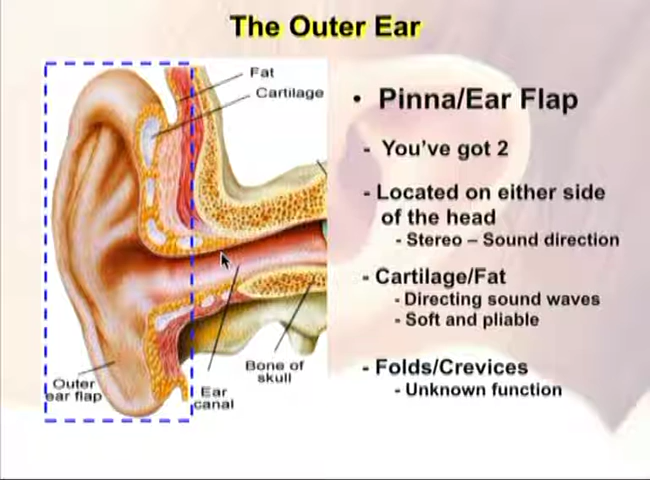 The Outer Ear
Fat
Cartilage
Outer
ear flap
Ear
canal
Bone of
skull
• Pinna/Ear Flap
- You've got 2
- Located on either side
of the head
- Stereo – Sound direction
- Cartilage/Fat
- Directing sound waves
- Soft and pliable
- Folds/Crevices
- Unknown function